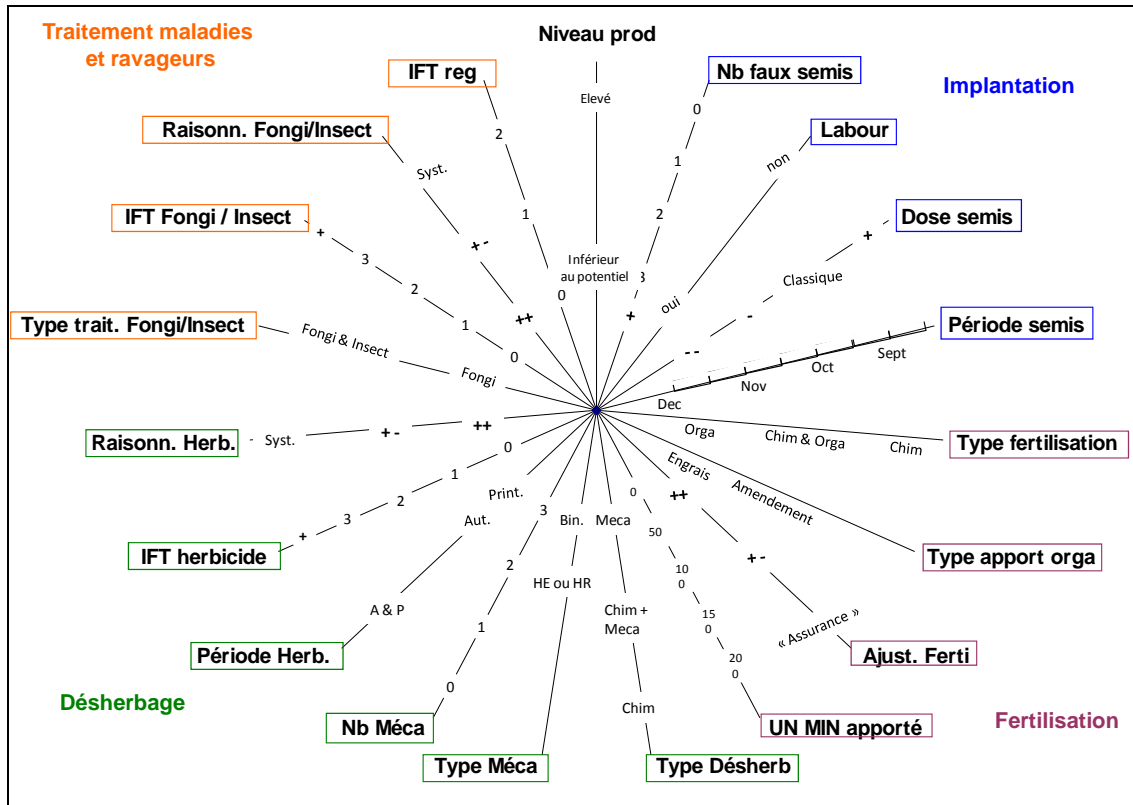 Traitement maladies
et ravageurs
Niveau prod
Elevé
Inférieur
au potentiel
Implantation
Nb faux semis
0
1
2
3
+
Labour
non
oui
Dose semis
+
Classique
-
--
Période semis
Sept
Oct
Nov
Dec
Type fertilisation
Chim
Chim & Orga
Orga
Type apport orga
Amendement
Engrais
Ajust. Ferti
« Assurance »
+-
++
UN MIN apporté
20
0
15
0
10
0
50
0
Fertilisation
Type Désherb
Chim
Chim +
Meca
Meca
Type Méca
HE ou HR
Bin.
Nb Méca
0
1
2
3
Période Herb.
A & P
Aut.
Print.
Désherbage
IFT herbicide
+
3
2
1
0
Raisonn. Herb.
Syst.
+-
++
Type trait. Fongi/Insect
Fongi & Insect
Fongi
IFT Fongi / Insect
+
3
2
1
0
Raisonn. Fongi/Insect
Syst.
+-
++
IFT reg
2
1
0